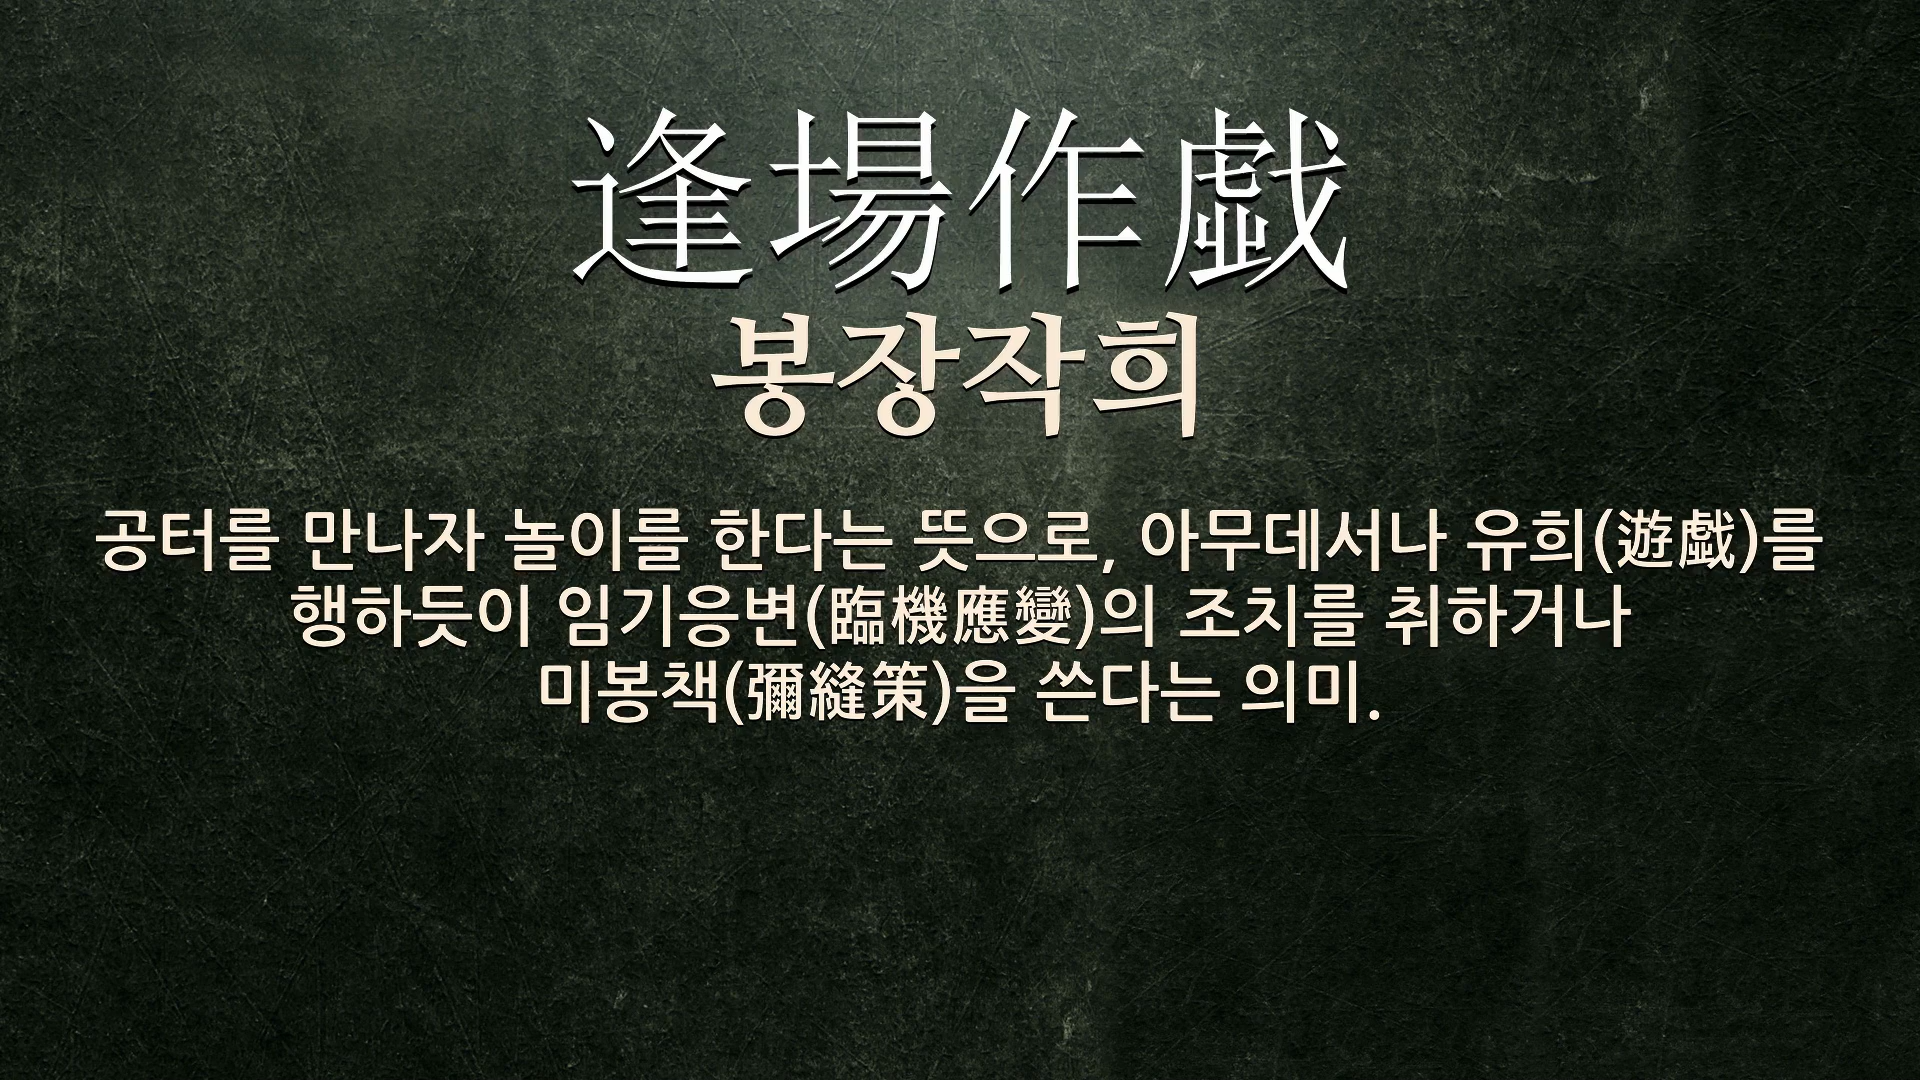 逢場作戱
봉장작희
공터를 만나자 놀이를 한다는 뜻으로, 아무데서나 유희(遊戱)를
행하듯이 임기응변(臨機應變)의 조치를 취하거나
미봉책(彌縫策)을 쓴다는 의미.